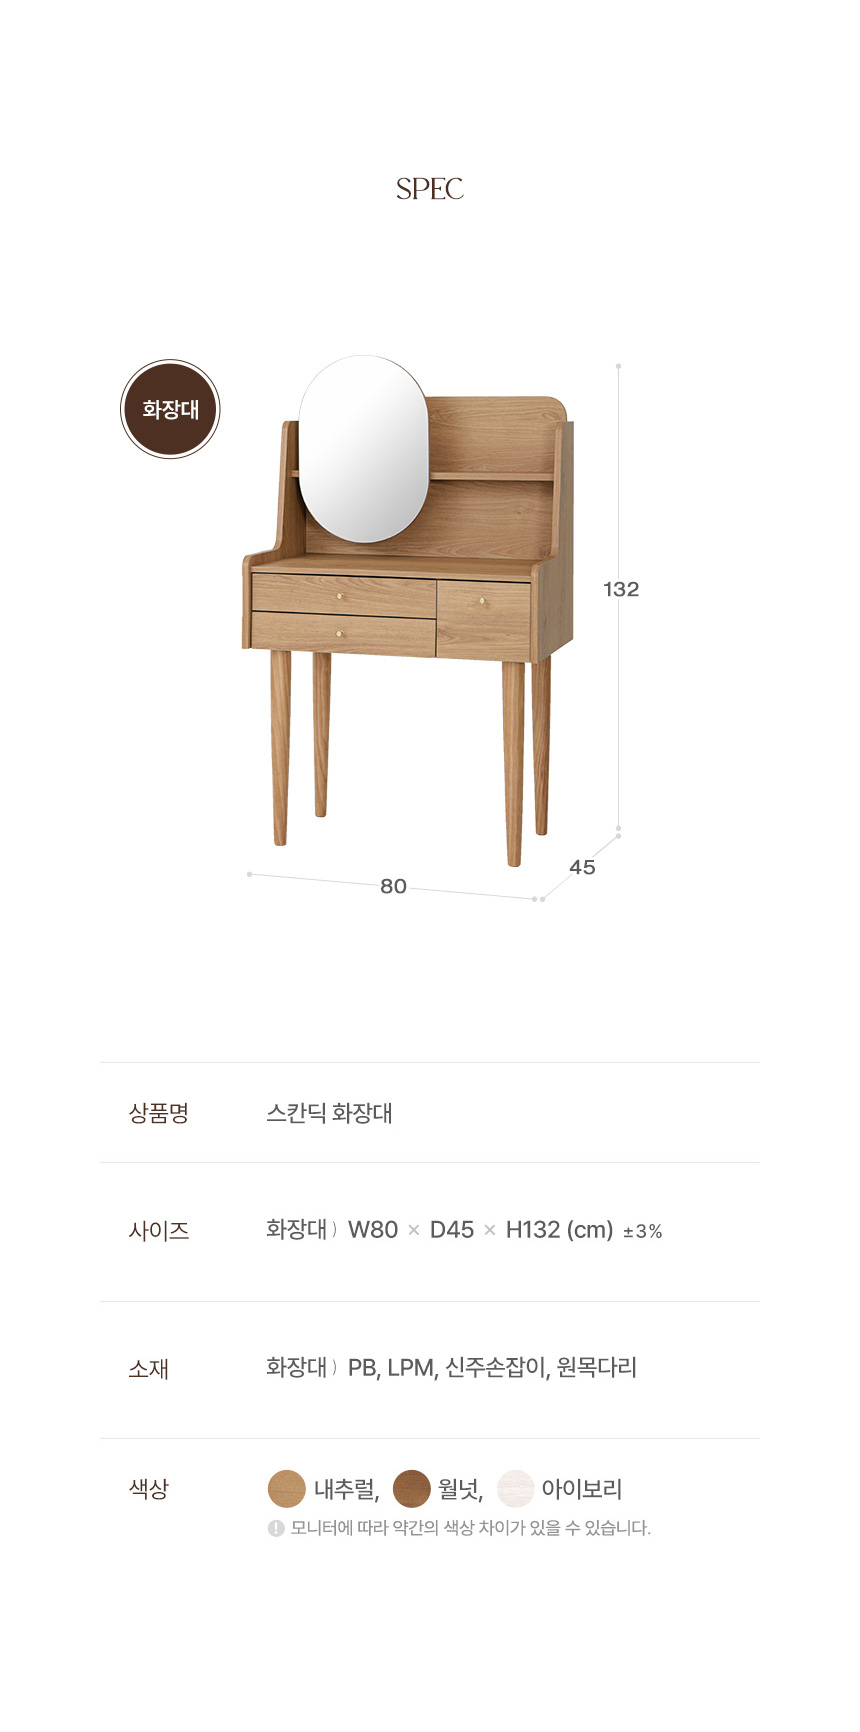 SPEC
화장대
132
45
80
상품명 스칸딕 화장대
사이즈 화장대) W80 × D45 × H132 (cm) ±3%
소재 화장대) PB, LPM, 신주손잡이, 원목다리
색상 내추럴, 월넛, 아이보리
! 모니터에 따라 약간의 색상 차이가 있을 수 있습니다.